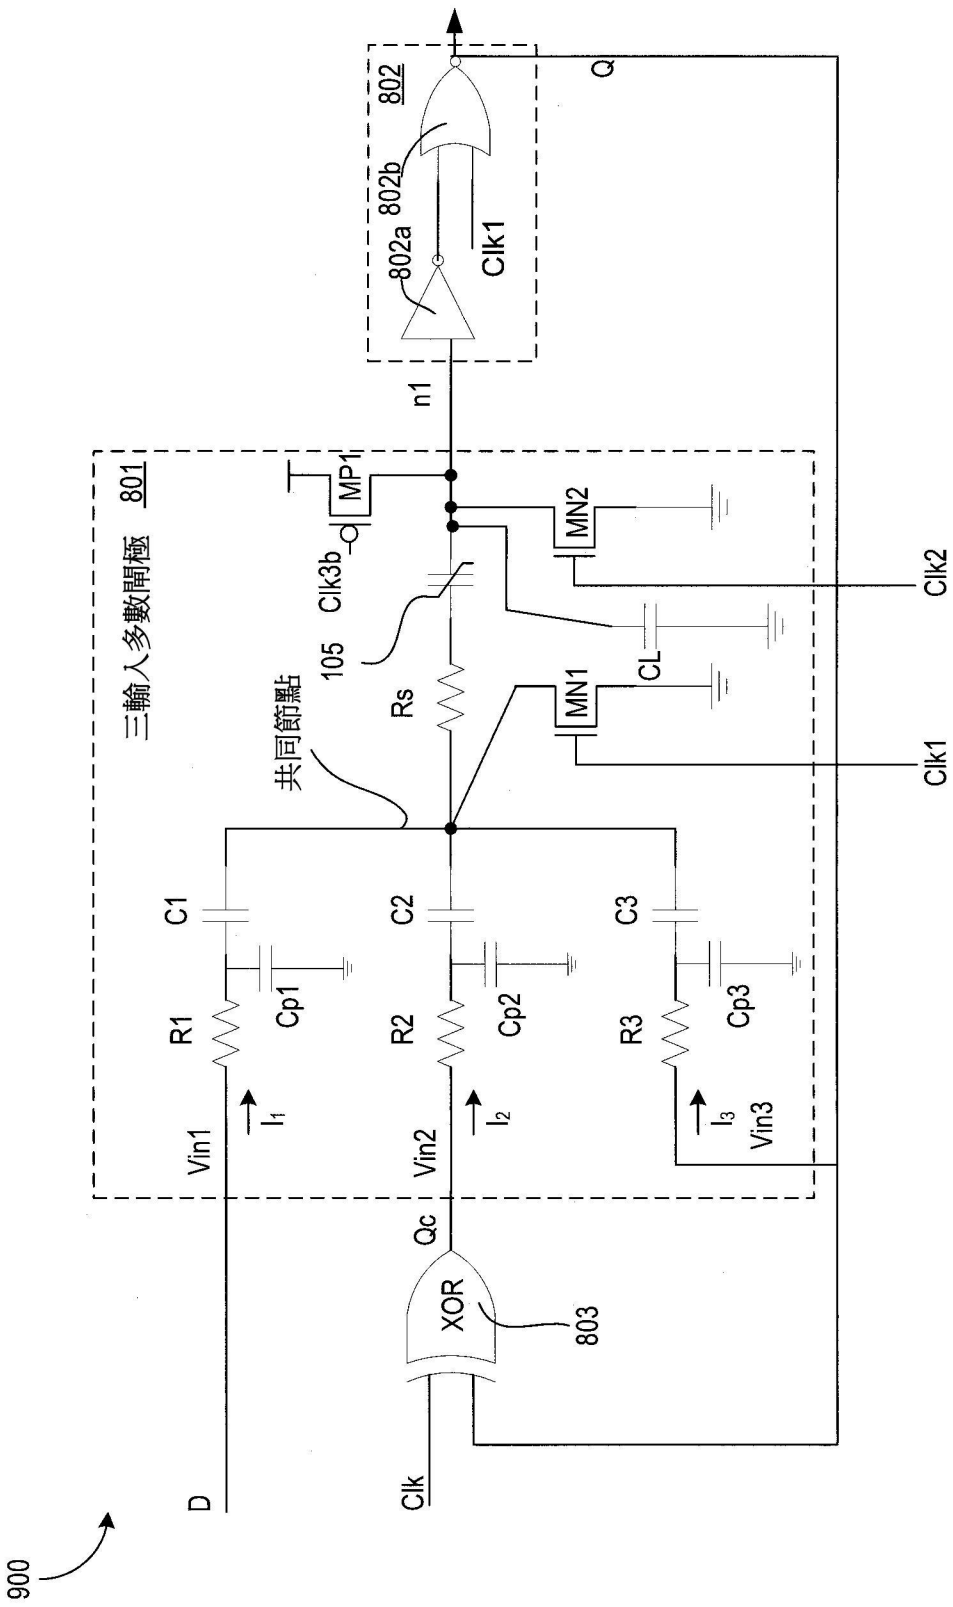 900
D
Clk
XOR
803
Qc
三輸入多數閘極
801
Vin1
I1
R1
Cp1
C1
Vin2
I2
R2
Cp2
C2
Vin3
I3
R3
Cp3
C3
共同節點
Rs
105
Clk3b
MP1
MN1
CL
MN2
Clk1
Clk2
n1
802
802a
802b
Clk1
Q